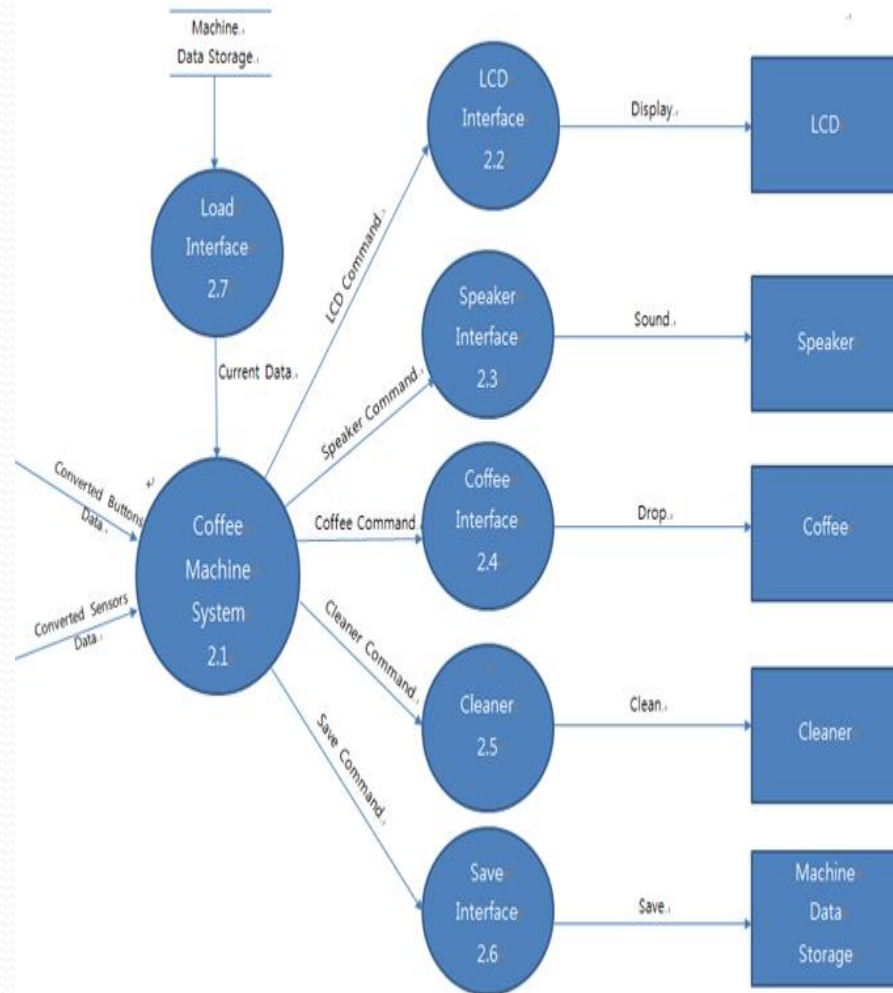 Machine
Data Storage
LCD
Interface
2.2
Display
LCD
Load
Interface
2.7
LCD Command
Speaker
Interface
2.3
Sound
Speaker
Current Data
Speaker Command
Converted Buttons
Data
Coffee
Machine
System
2.1
Coffee Command
Coffee
Interface
2.4
Drop
Coffee
Converted Sensors
Data
Cleaner Command
Cleaner
2.5
Clean
Cleaner
Save Command
Save
Interface
2.6
Save
Machine
Data
Storage